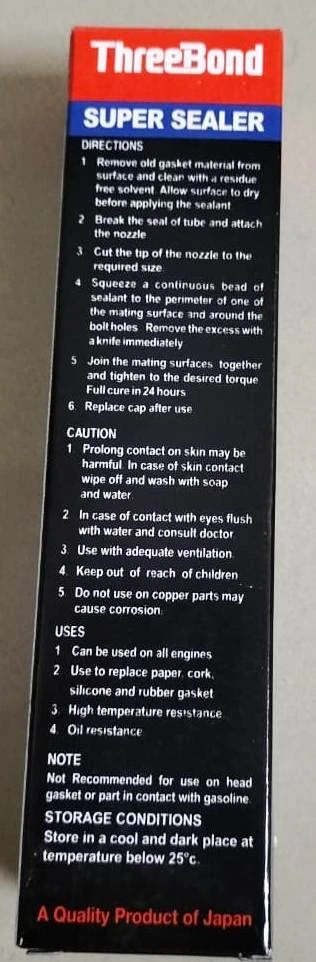 ThreeBond
SUPER SEALER
DIRECTIONS
1 Remove old gasket material from
surface and clean with a residue
free solvent. Allow surface to dry
before applying the sealant
2 Break the seal of tube and attach
the nozzle
3 Cut the tip of the nozzle to the
required size
4 Squeeze a continuous bead of
sealant to the perimeter of one of
the mating surface and around the
bolt holes Remove the excess with
a knife immediately
5 Join the mating surfaces together
and tighten to the desired torque
Full cure in 24 hours
6. Replace cap after use
CAUTION
1. Prolong contact on skin may be
harmful. In case of skin contact
wipe off and wash with soap
and water.
2. In case of contact with eyes flush
with water and consult doctor
3. Use with adequate ventilation
4. Keep out of reach of children
5. Do not use on copper parts may
cause corrosion.
USES
1 Can be used on all engines
2. Use to replace paper, cork,
silicone and rubber gasket
3. High temperature resistance
4. Oil resistance
NOTE
Not Recommended for use on head
gasket or part in contact with gasoline
STORAGE CONDITIONS
Store in a cool and dark place at
temperature below 25°c.
A Quality Product of Japan